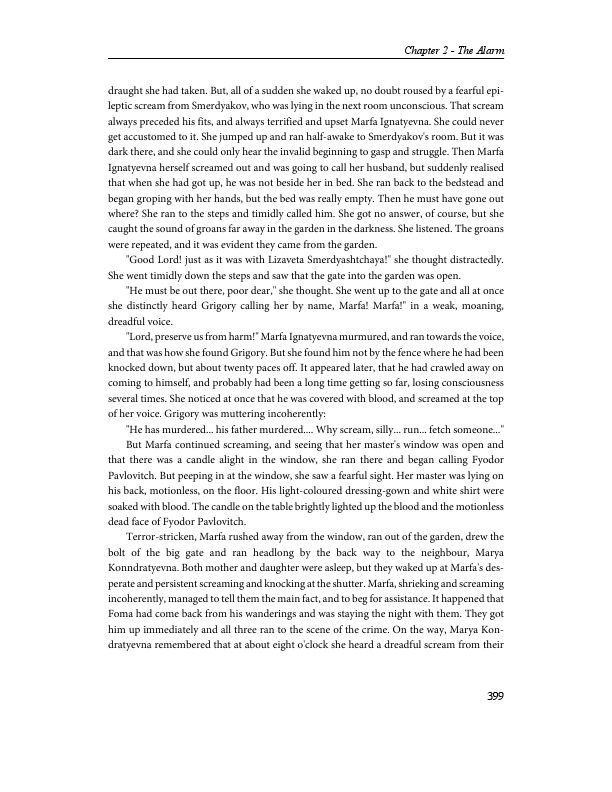 Chapter 2 - The Alarm
draught she had taken. But, all of a sudden she waked up, no doubt roused by a fearful epi-
leptic scream from Smerdyakov, who was lying in the next room unconscious. That scream
always preceded his fits, and always terrified and upset Marfa Ignatyevna. She could never
get accustomed to it. She jumped up and ran half-awake to Smerdyakov's room. But it was
dark there, and she could only hear the invalid beginning to gasp and struggle. Then Marfa
Ignatyevna herself screamed out and was going to call her husband, but suddenly realised
that when she had got up, he was not beside her in bed. She ran back to the bedstead and
began groping with her hands, but the bed was really empty. Then he must have gone out
where? She ran to the steps and timidly called him. She got no answer, of course, but she
caught the sound of groans far away in the garden in the darkness. She listened. The groans
were repeated, and it was evident they came from the garden.
"Good Lord! just as it was with Lizaveta Smerdyashtchaya!" she thought distractedly.
She went timidly down the steps and saw that the gate into the garden was open.
"He must be out there, poor dear," she thought. She went up to the gate and all at once
she distinctly heard Grigory calling her by name, Marfa! Marfa!" in a weak, moaning,
dreadful voice.
"Lord, preserve us from harm!" Marfa Ignatyevna murmured, and ran towards the voice,
and that was how she found Grigory. But she found him not by the fence where he had been
knocked down, but about twenty paces off. It appeared later, that he had crawled away on
coming to himself, and probably had been a long time getting so far, losing consciousness
several times. She noticed at once that he was covered with blood, and screamed at the top
of her voice. Grigory was muttering incoherently:
"He has murdered... his father murdered.... Why scream, silly... run... fetch someone..."
But Marfa continued screaming, and seeing that her master's window was open and
that there was a candle alight in the window, she ran there and began calling Fyodor
Pavlovitch. But peeping in at the window, she saw a fearful sight. Her master was lying on
his back, motionless, on the floor. His light-coloured dressing-gown and white shirt were
soaked with blood. The candle on the table brightly lighted up the blood and the motionless
dead face of Fyodor Pavlovitch.
Terror-stricken, Marfa rushed away from the window, ran out of the garden, drew the
bolt of the big gate and ran headlong by the back way to the neighbour, Marya
Konndratyevna. Both mother and daughter were asleep, but they waked up at Marfa's des-
perate and persistent screaming and knocking at the shutter. Marfa, shrieking and screaming
incoherently, managed to tell them the main fact, and to beg for assistance. It happened that
Foma had come back from his wanderings and was staying the night with them. They got
him up immediately and all three ran to the scene of the crime. On the way, Marya Kon-
dratyevna remembered that at about eight o'clock she heard a dreadful scream from their
399